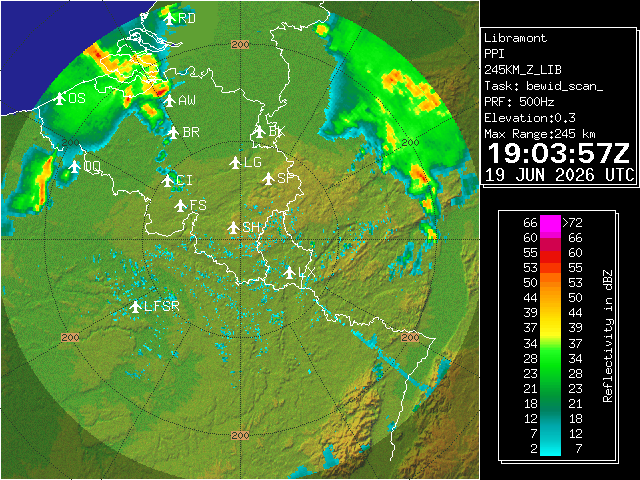 Libramont
PPI
245KM_Z_LIB
Task: bewid_scan_
PRF: 500Hz
Elevation:0.3
Max Range:245 km
19:03:57Z
19 JUN 2026 UTC
RD
200
OS
AW
BR
BK
200
200
QQ
LG
CI
SP
FS
SH
LX
LFSR
200
200
200
66 >72
60 66
55 60
53 55
50 53
44 50
39 44
37 39
34 37
28 34
23 28
21 23
18 21
12 18
7 12
2 7
Reflectivity in dBZ